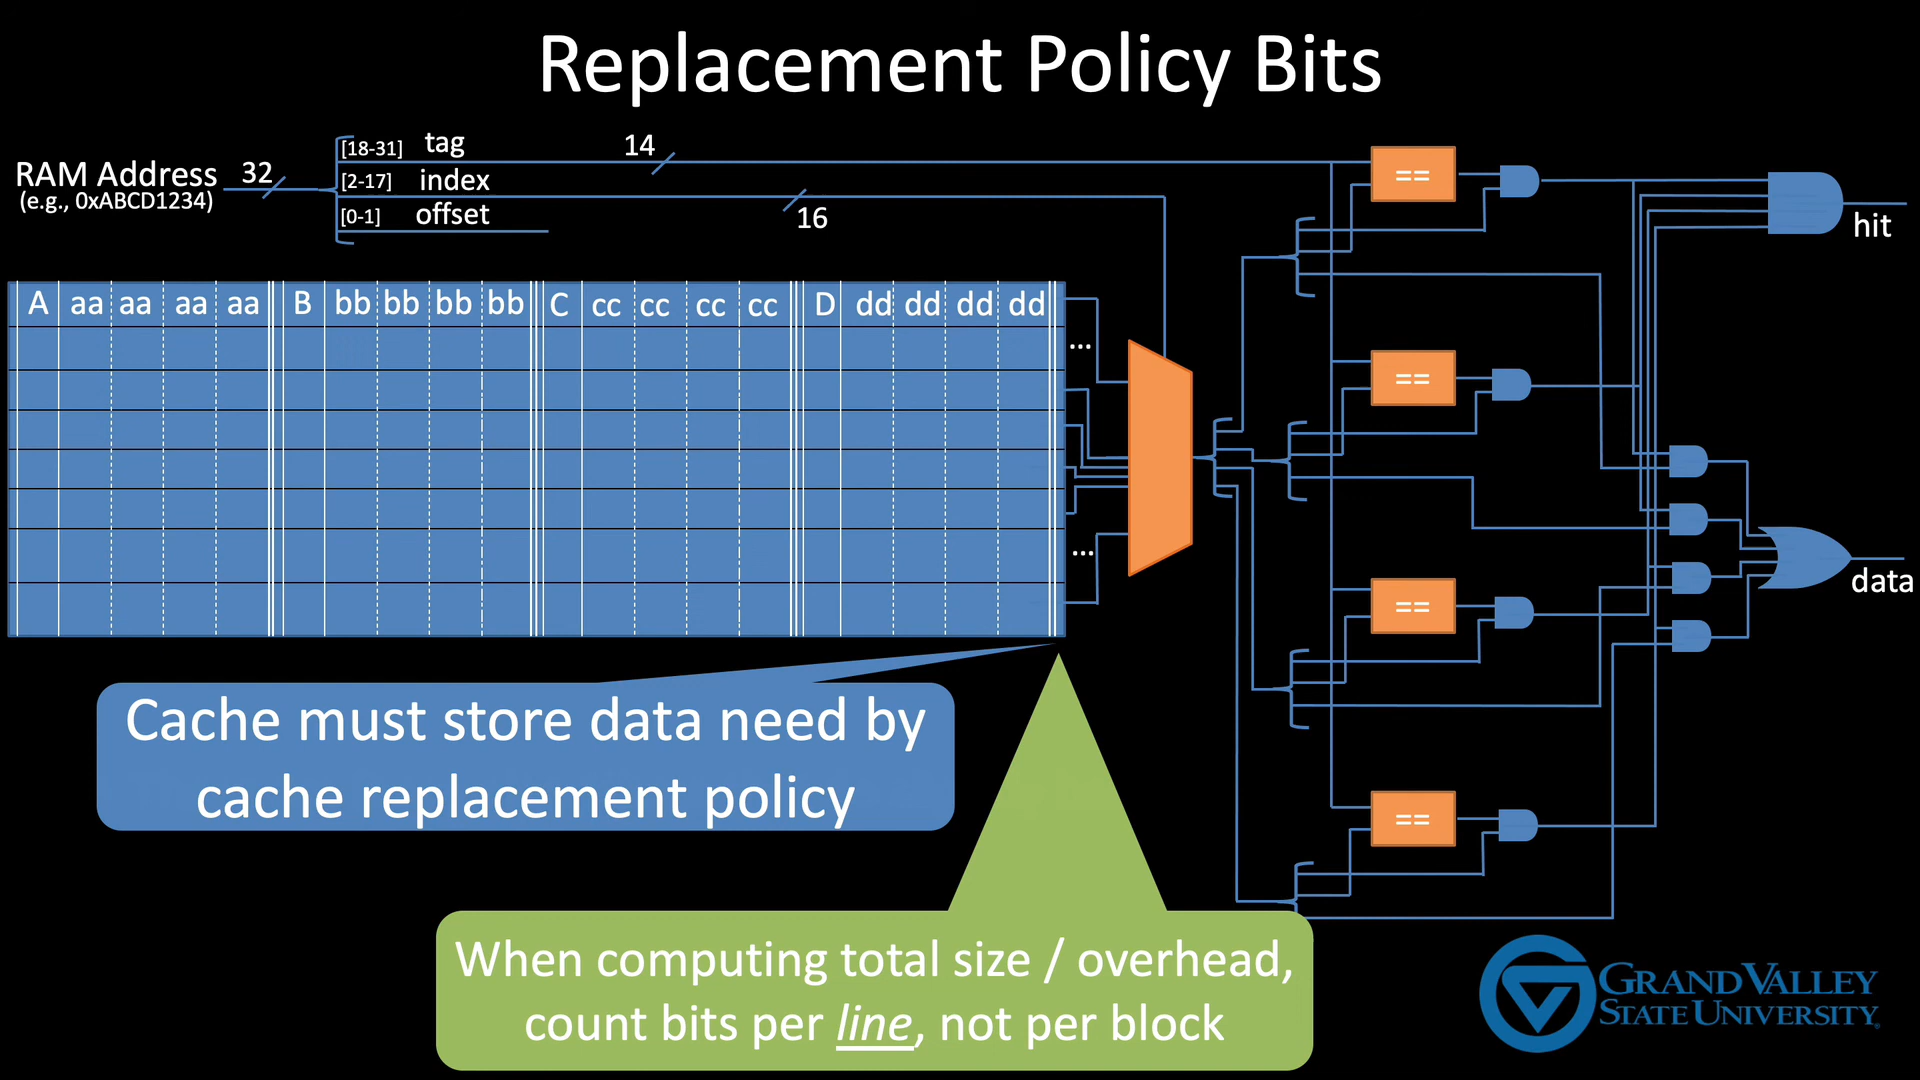 Replacement Policy Bits
RAM Address
(e.g., 0xABCD1234)
32
[18-31] tag
14
[2-17] index
16
[0-1] offset
A aa aa aa aa B bb bb bb bb C cc cc cc cc D dd dd dd dd
...
...
==
==
==
==
hit
data
Cache must store data need by
cache replacement policy
When computing total size / overhead,
count bits per line, not per block
GRAND VALLEY
STATE UNIVERSITY